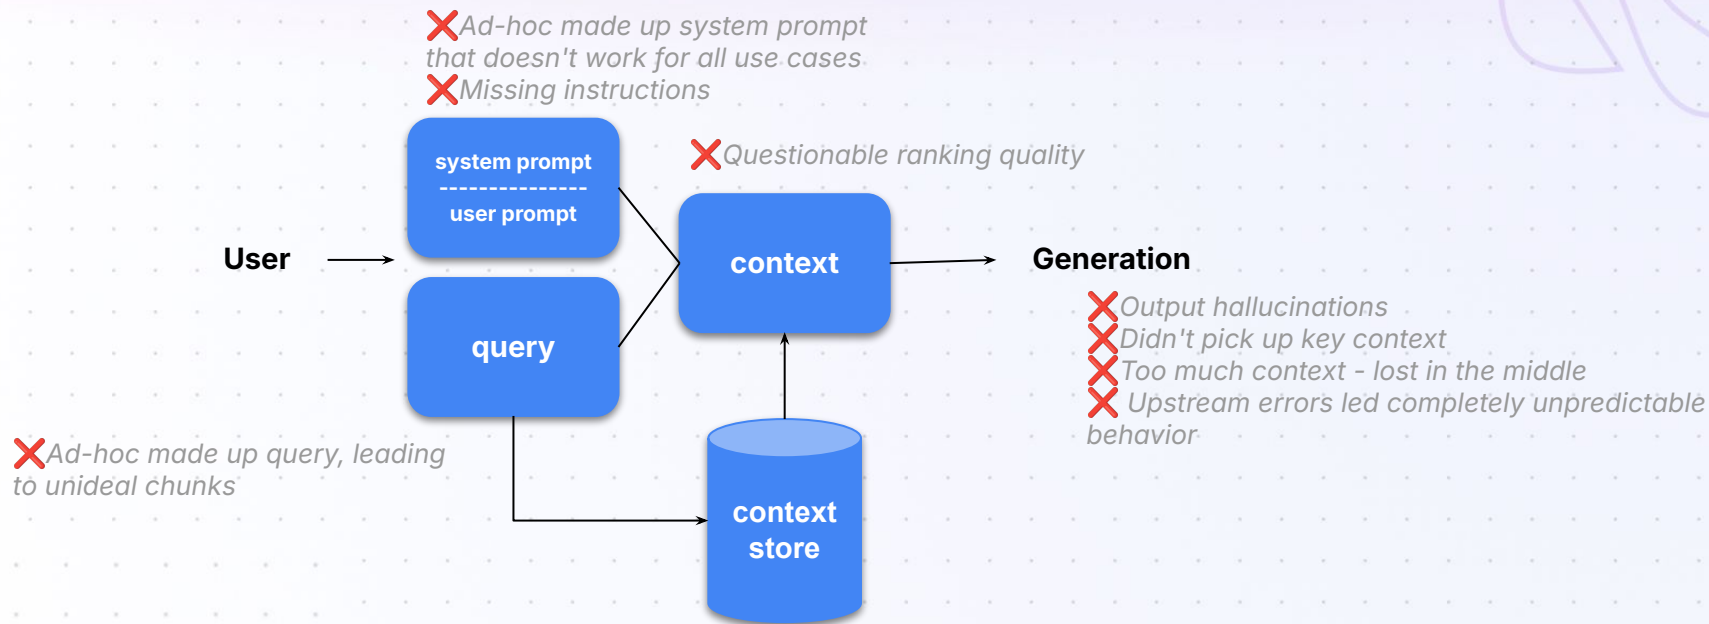 ❌Ad-hoc made up system prompt
that doesn't work for all use cases
❌Missing instructions
system prompt
---------------
user prompt
❌Questionable ranking quality
User
context
Generation
query
❌Output hallucinations
❌Didn't pick up key context
❌Too much context - lost in the middle
❌ Upstream errors led completely unpredictable
behavior
❌Ad-hoc made up query, leading
to unideal chunks
context
store